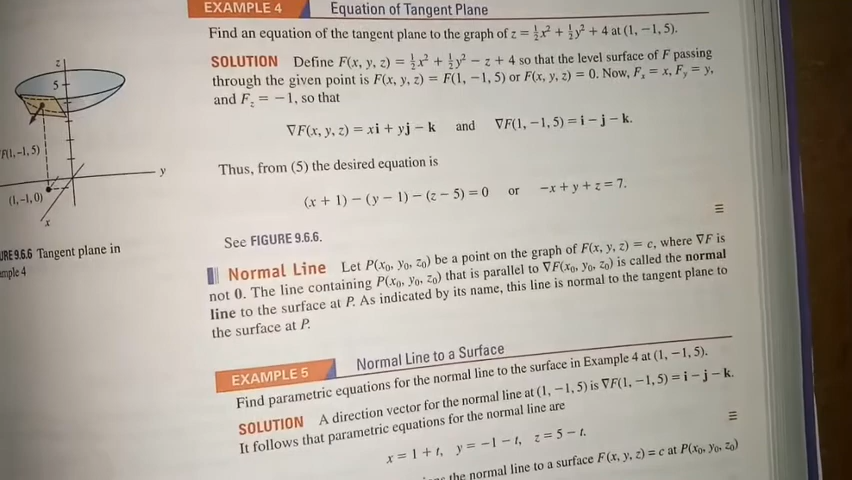 EXAMPLE 4 Equation of Tangent Plane
Find an equation of the tangent plane to the graph of z = ½x² + ½y² + 4 at (1, −1, 5).
SOLUTION Define F(x, y, z) = ½x² + ½y² − z + 4 so that the level surface of F passing
through the given point is F(x, y, z) = F(1, −1, 5) or F(x, y, z) = 0. Now, Fₓ = x, F_y = y,
and F_z = −1, so that
∇F(x, y, z) = xi + yj − k and ∇F(1, −1, 5) = i − j − k.
Thus, from (5) the desired equation is
(x + 1) − (y − 1) − (z − 5) = 0 or −x + y + z = 7.
See FIGURE 9.6.6.
z
5
F(1, −1, 5)
y
(1, −1, 0)
x
URE 9.6.6 Tangent plane in
mple 4
Normal Line Let P(x₀, y₀, z₀) be a point on the graph of F(x, y, z) = c, where ∇F is
not 0. The line containing P(x₀, y₀, z₀) that is parallel to ∇F(x₀, y₀, z₀) is called the normal
line to the surface at P. As indicated by its name, this line is normal to the tangent plane to
the surface at P.
EXAMPLE 5 Normal Line to a Surface
Find parametric equations for the normal line to the surface in Example 4 at (1, −1, 5).
SOLUTION A direction vector for the normal line at (1, −1, 5) is ∇F(1, −1, 5) = i − j − k.
It follows that parametric equations for the normal line are
x = 1 + t, y = −1 − t, z = 5 − t.
the normal line to a surface F(x, y, z) = c at P(x₀, y₀, z₀)